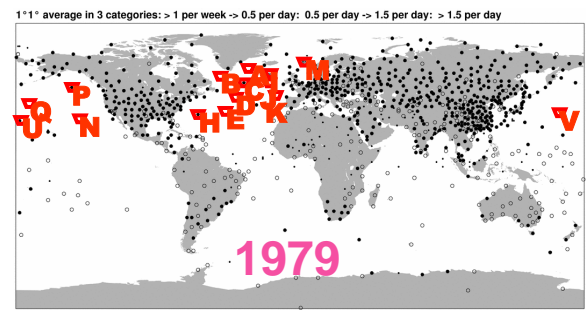 1°1° average in 3 categories: > 1 per week -> 0.5 per day: 0.5 per day -> 1.5 per day: > 1.5 per day
M
B A I
P C
Q D K
U N H E V
1979